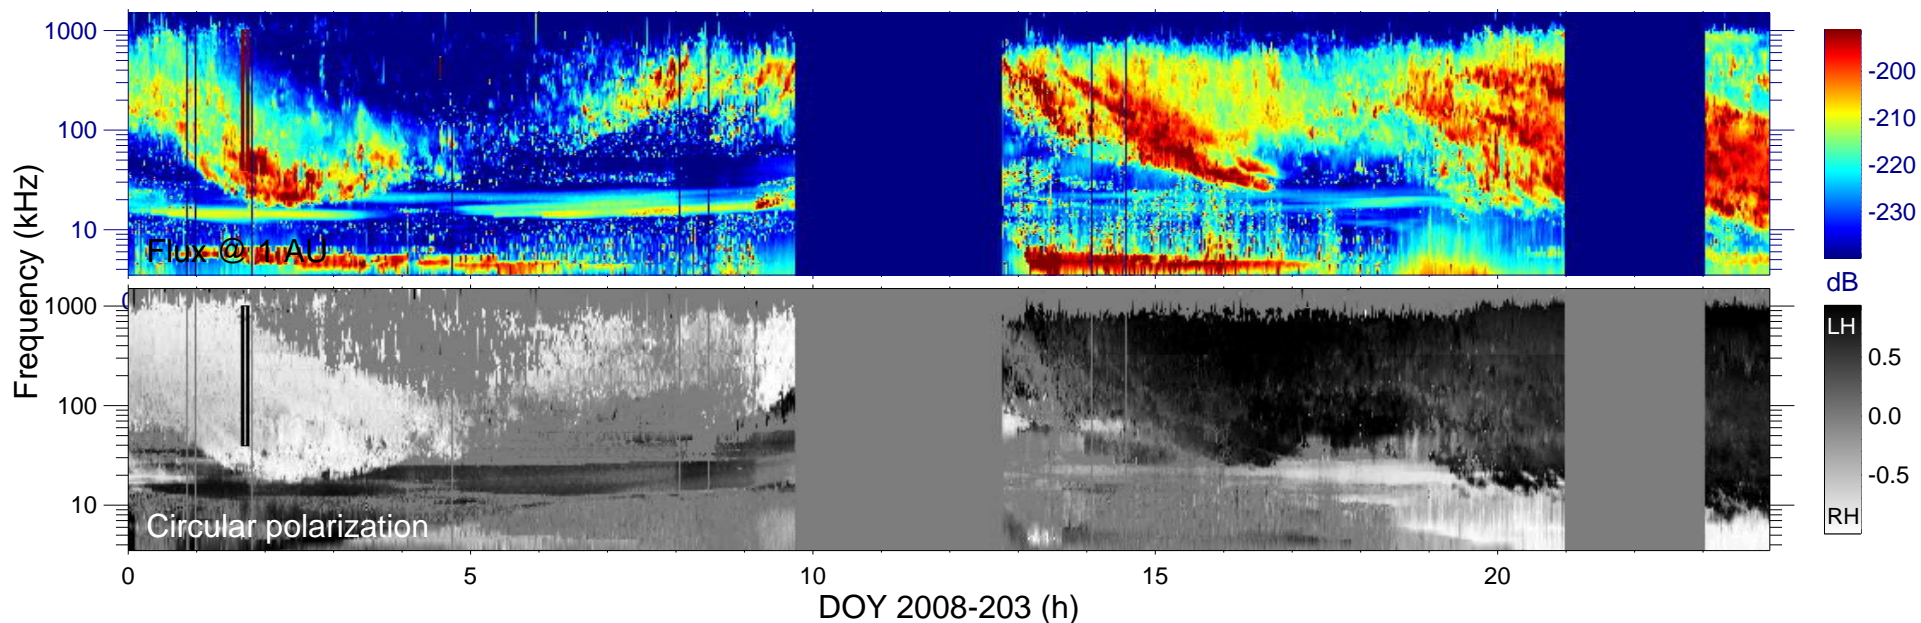 1000
100
10
Frequency (kHz)
Flux @ 1 AU
-200
-210
-220
-230
dB
0
1000
100
10
Circular polarization
LH
0.5
0.0
-0.5
RH
0
5
10
15
20
DOY 2008-203 (h)